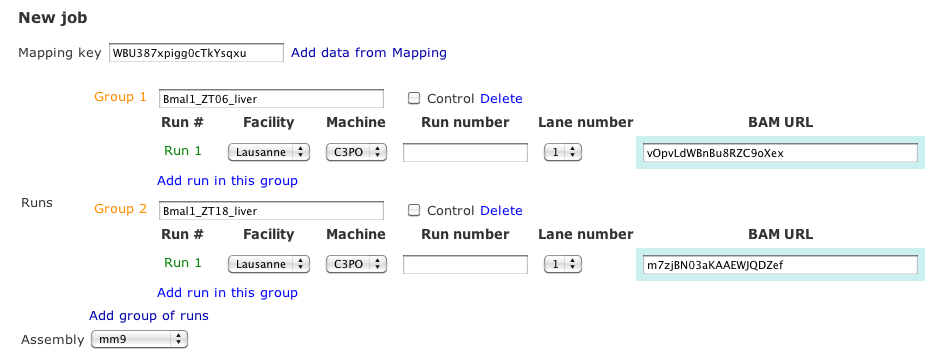 New job
Mapping key WBU387xpigg0cTkYsqxu Add data from Mapping
Group 1 Bmal1_ZT06_liver Control Delete
Run # Facility Machine Run number Lane number BAM URL
Run 1 Lausanne C3PO 1 vOpvLdWBnBu8RZC9oXex
Add run in this group
Runs
Group 2 Bmal1_ZT18_liver Control Delete
Run # Facility Machine Run number Lane number BAM URL
Run 1 Lausanne C3PO 1 m7zjBN03aKAAEWJQDZef
Add run in this group
Add group of runs
Assembly mm9